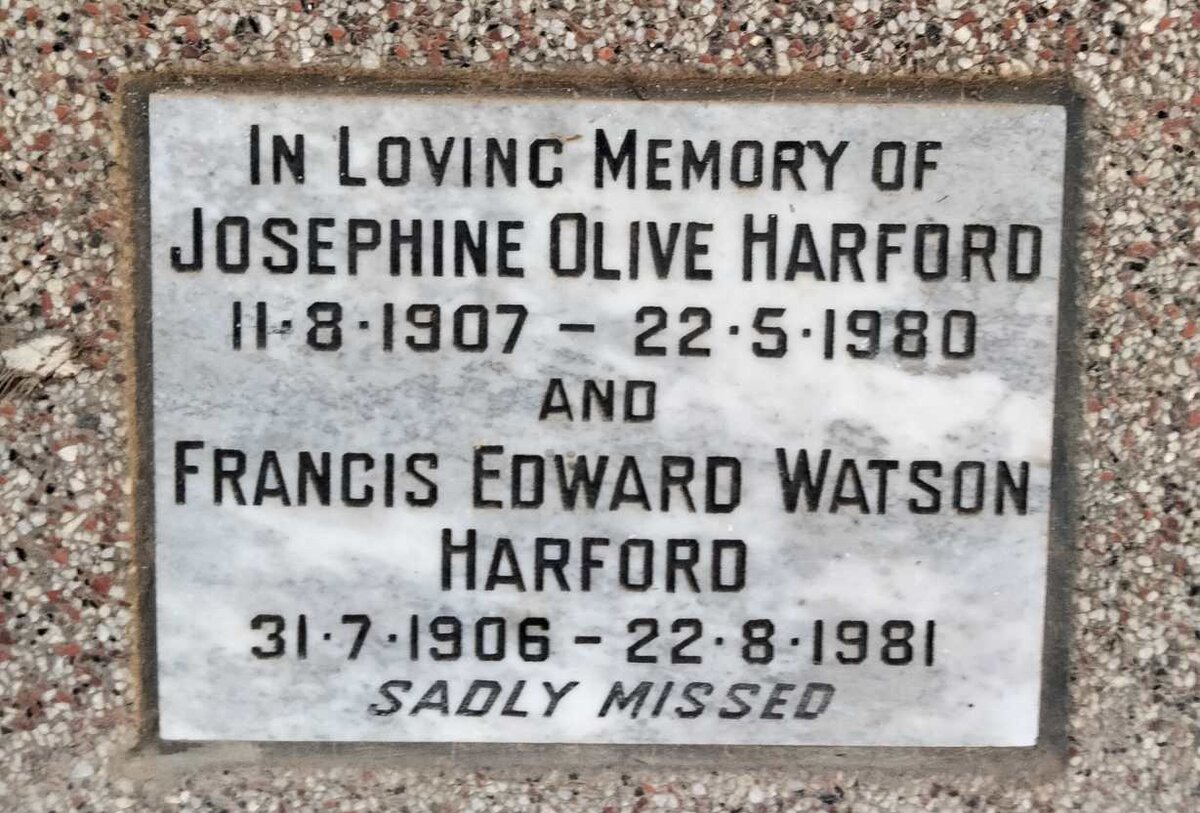 IN LOVING MEMORY OF
JOSEPHINE OLIVE HARFORD
11·8·1907 – 22·5·1980
AND
FRANCIS EDWARD WATSON
HARFORD
31·7·1906 – 22·8·1981
SADLY MISSED